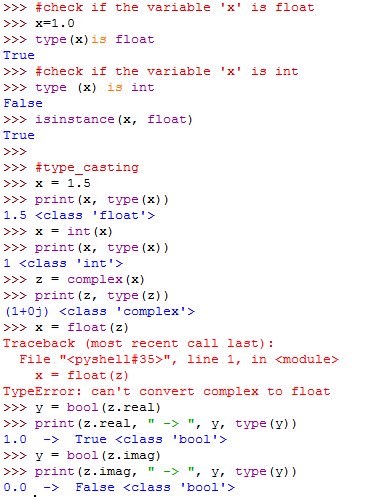 >>> #check if the variable 'x' is float
>>> x=1.0
>>> type(x)is float
True
>>> #check if the variable 'x' is int
>>> type (x) is int
False
>>> isinstance(x, float)
True
>>>
>>> #type_casting
>>> x = 1.5
>>> print(x, type(x))
1.5 <class 'float'>
>>> x = int(x)
>>> print(x, type(x))
1 <class 'int'>
>>> z = complex(x)
>>> print(z, type(z))
(1+0j) <class 'complex'>
>>> x = float(z)
Traceback (most recent call last):
  File "<pyshell#35>", line 1, in <module>
    x = float(z)
TypeError: can't convert complex to float
>>> y = bool(z.real)
>>> print(z.real, " -> ", y, type(y))
1.0  ->  True <class 'bool'>
>>> y = bool(z.imag)
>>> print(z.imag, " -> ", y, type(y))
0.0  ->  False <class 'bool'>